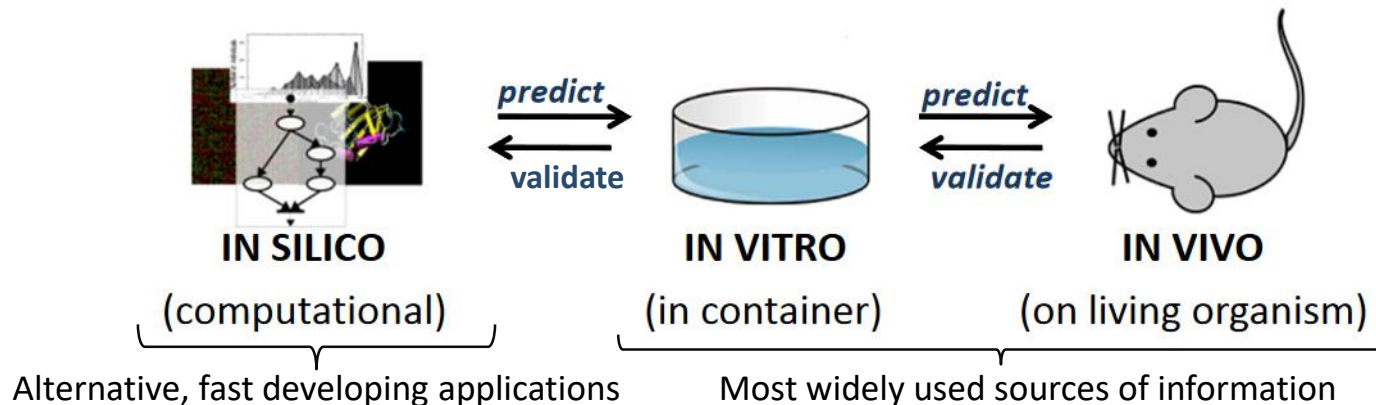 predict
validate
predict
validate
IN SILICO
IN VITRO
IN VIVO
(computational)
(in container)
(on living organism)
Alternative, fast developing applications
Most widely used sources of information